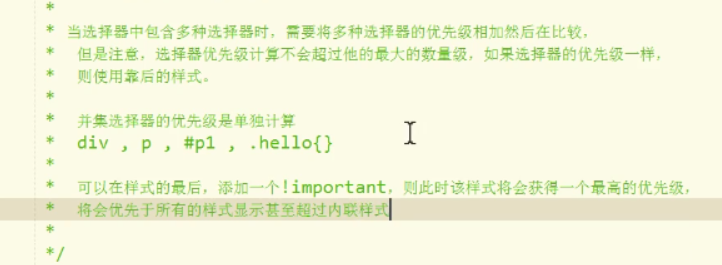 *
* 当选择器中包含多种选择器时，需要将多种选择器的优先级相加然后在比较，
* 但是注意，选择器优先级计算不会超过他的最大的数量级，如果选择器的优先级一样，
* 则使用靠后的样式。
*
* 并集选择器的优先级是单独计算
* div , p , #p1 , .hello{}
*
* 可以在样式的最后，添加一个!important，则此时该样式将会获得一个最高的优先级，
* 将会优先于所有的样式显示甚至超过内联样式
*
*/